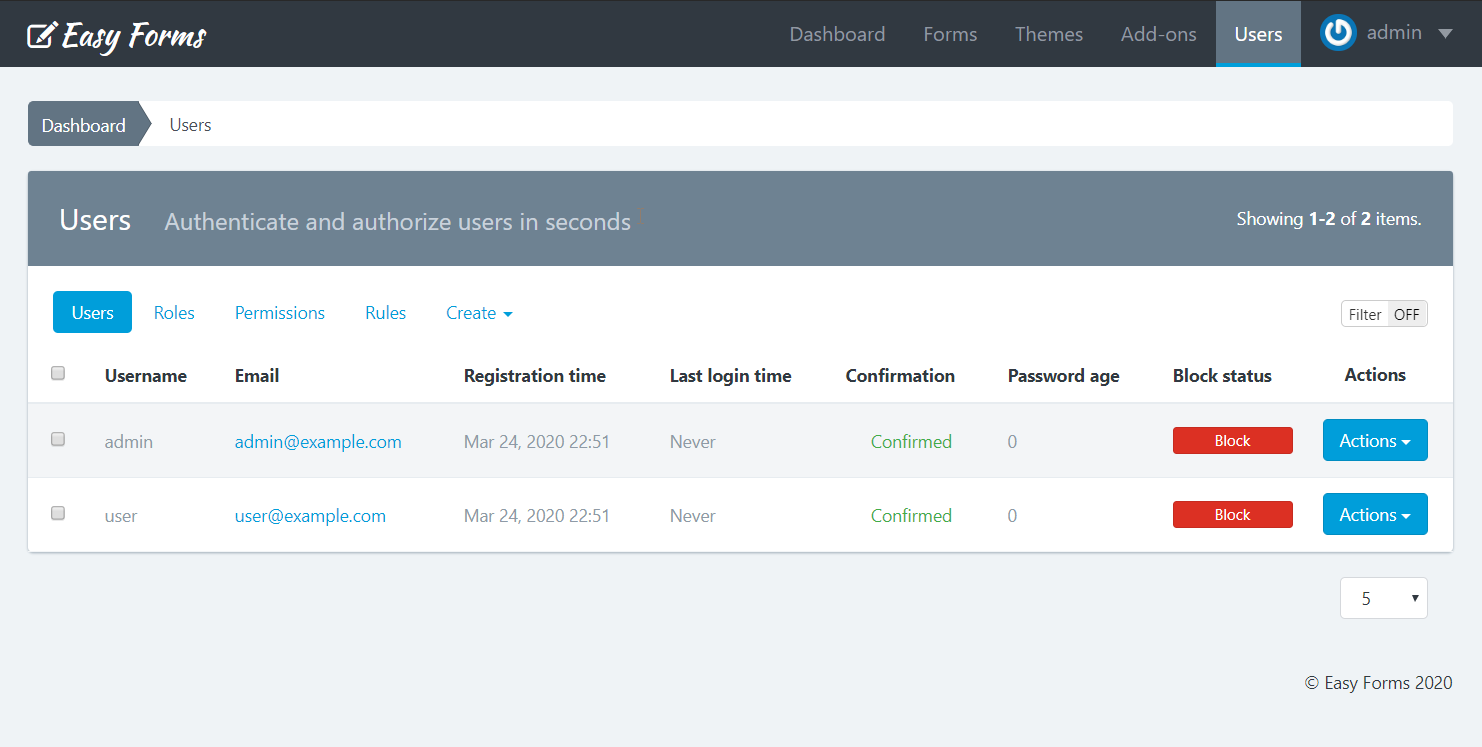 Easy Forms Dashboard Forms Themes Add-ons Users admin
Dashboard Users
Users Authenticate and authorize users in seconds Showing 1-2 of 2 items.
Users Roles Permissions Rules Create Filter OFF
Username Email Registration time Last login time Confirmation Password age Block status Actions
admin admin@example.com Mar 24, 2020 22:51 Never Confirmed 0 Block Actions
user user@example.com Mar 24, 2020 22:51 Never Confirmed 0 Block Actions
5
© Easy Forms 2020